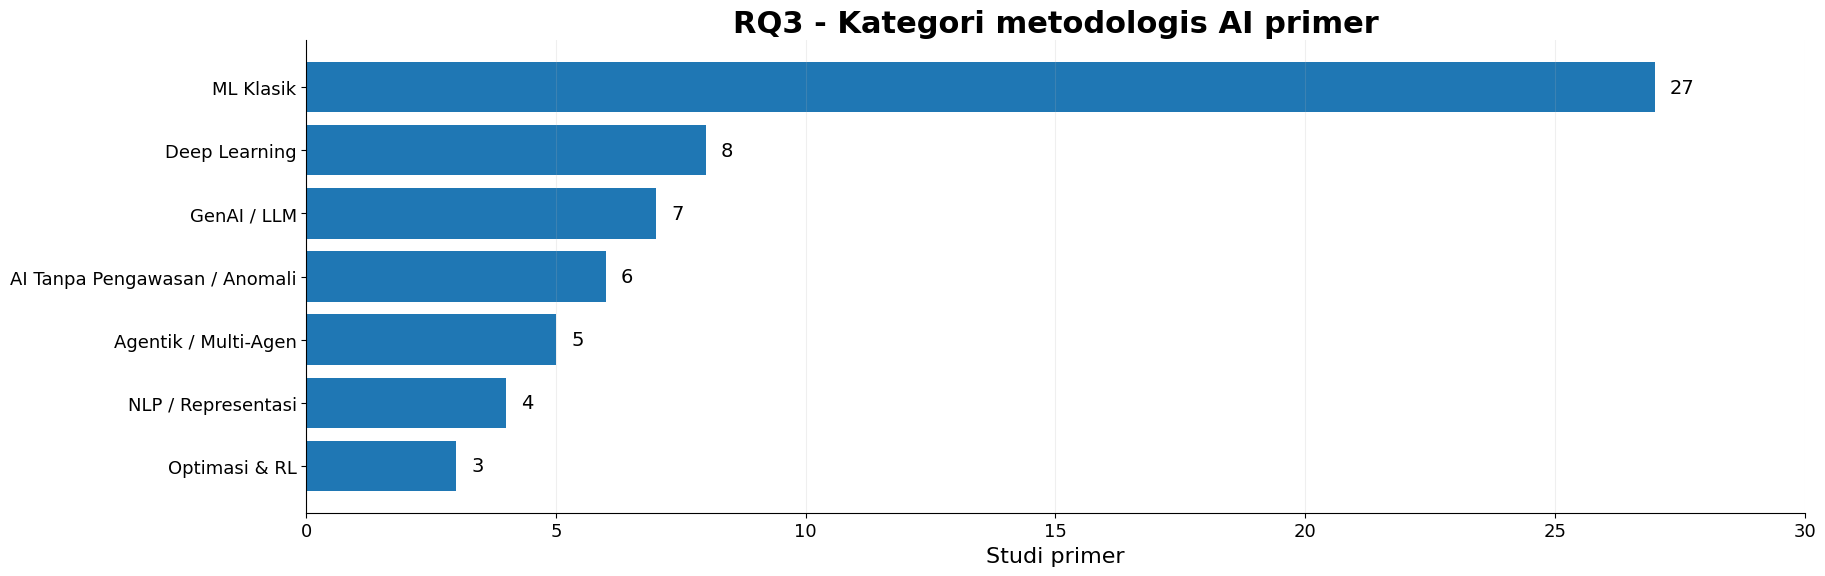 RQ3 - Kategori metodologis AI primer
ML Klasik 27
Deep Learning 8
GenAI / LLM 7
AI Tanpa Pengawasan / Anomali 6
Agentik / Multi-Agen 5
NLP / Representasi 4
Optimasi & RL 3
0 5 10 15 20 25 30
Studi primer